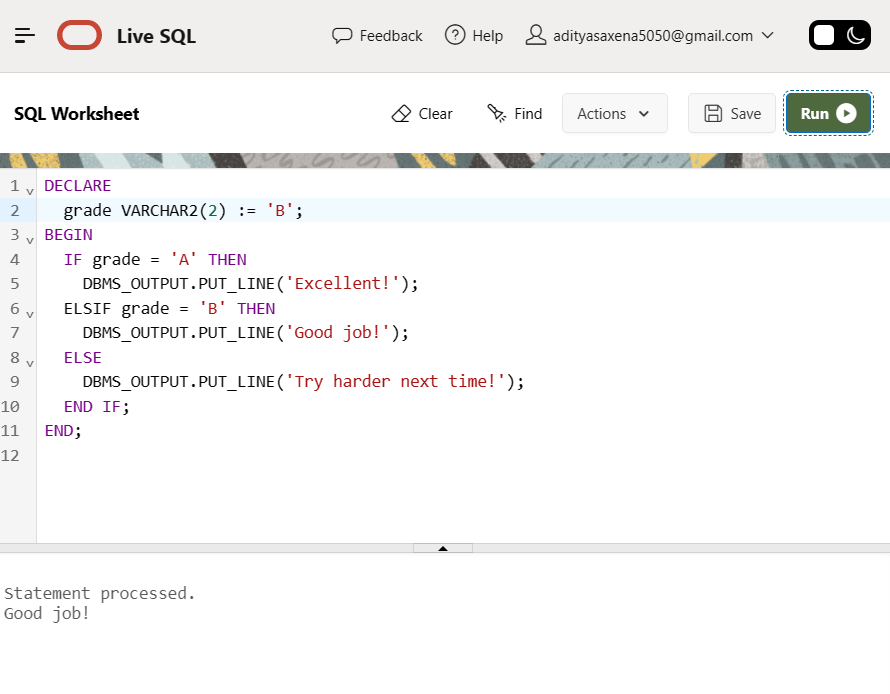 Live SQL Feedback Help adityasaxena5050@gmail.com
SQL Worksheet Clear Find Actions Save Run
1 DECLARE
2   grade VARCHAR2(2) := 'B';
3 BEGIN
4   IF grade = 'A' THEN
5     DBMS_OUTPUT.PUT_LINE('Excellent!');
6   ELSIF grade = 'B' THEN
7     DBMS_OUTPUT.PUT_LINE('Good job!');
8   ELSE
9     DBMS_OUTPUT.PUT_LINE('Try harder next time!');
10   END IF;
11 END;
12
Statement processed.
Good job!